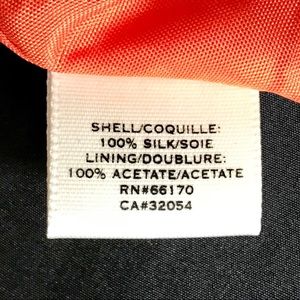 SHELL/COQUILLE:
100% SILK/SOIE
LINING/DOUBLURE:
100% ACETATE/ACETATE
RN#66170
CA#32054